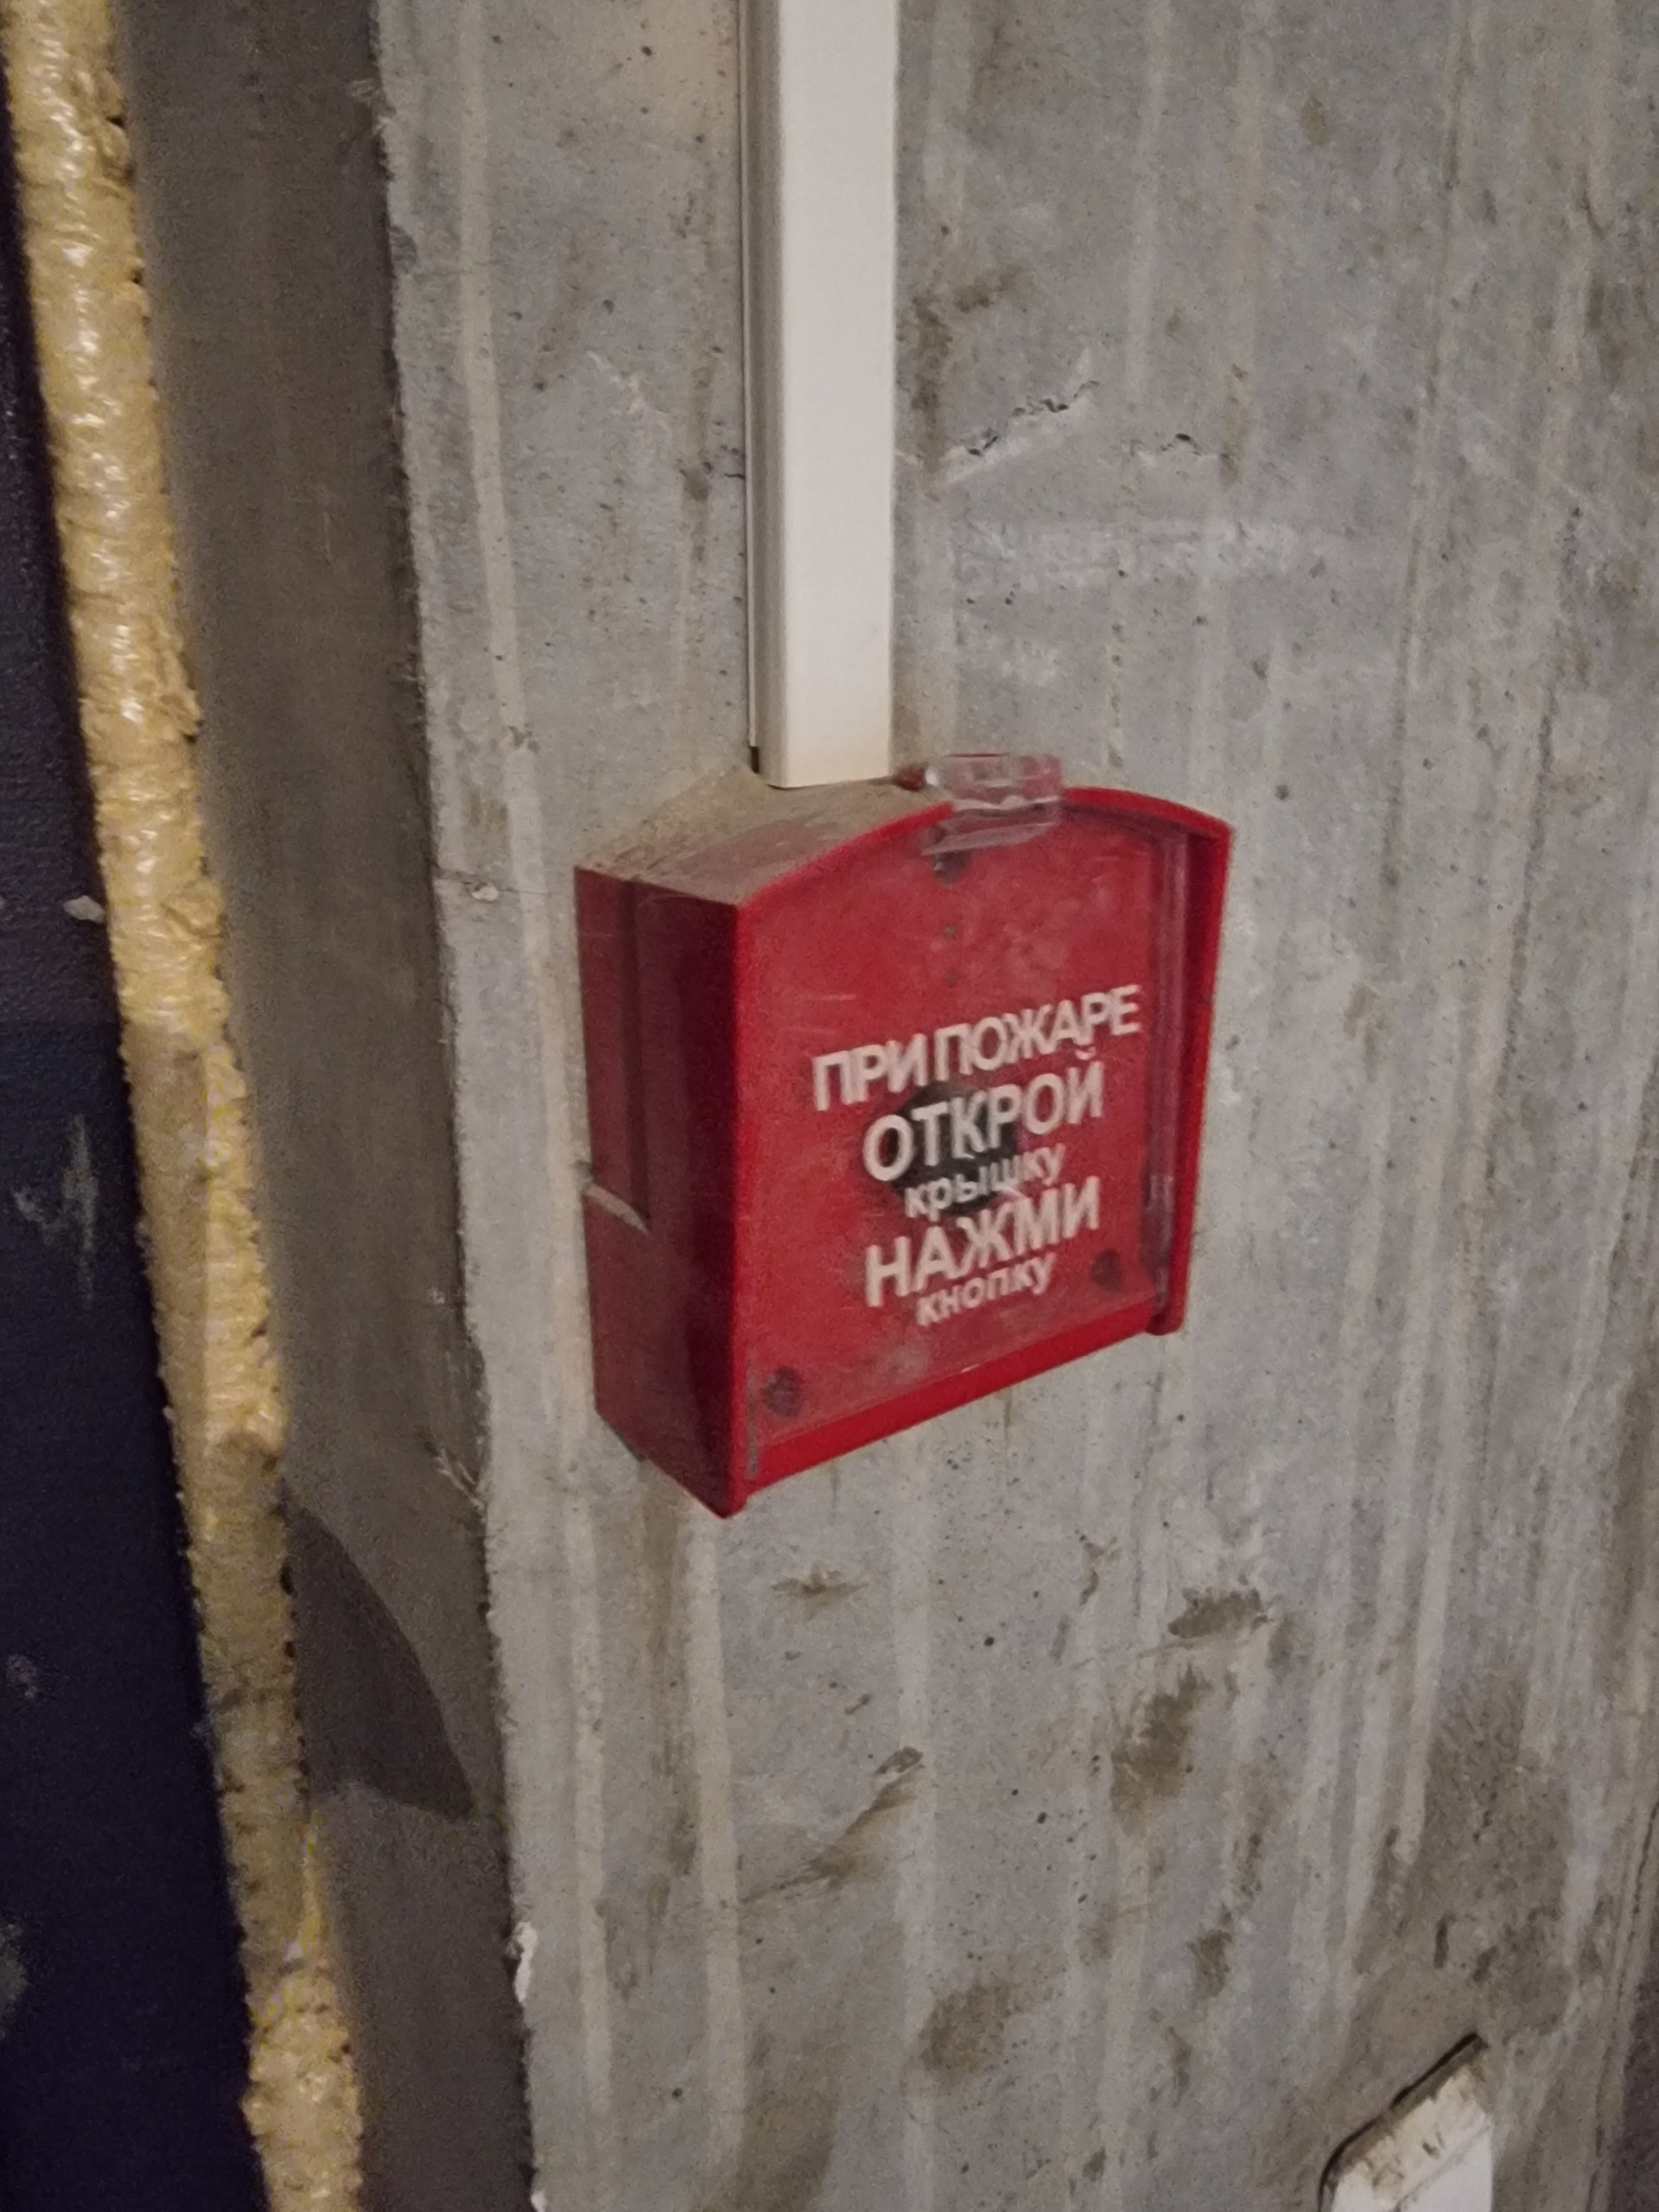 ПРИ ПОЖАРЕ
ОТКРОЙ
крышку
НАЖМИ
кнопку